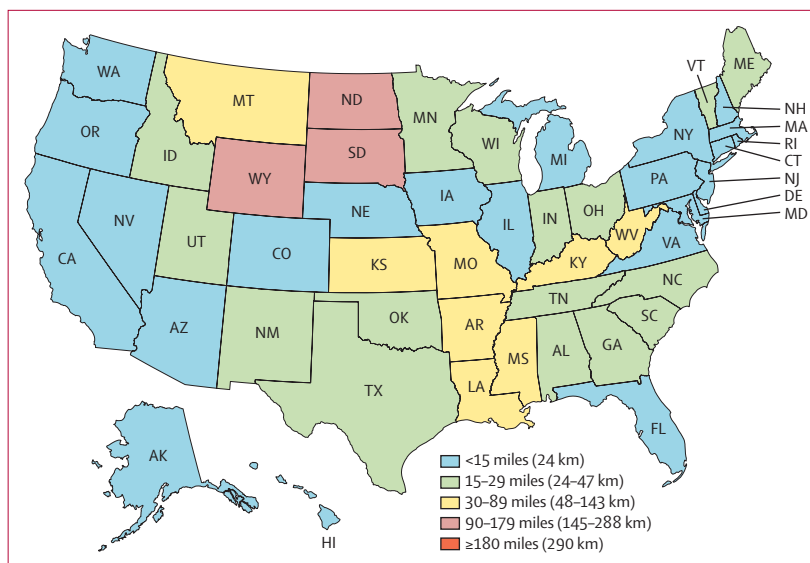 VT
ME
WA
MT
ND
MN
NH
MA
RI
CT
NJ
DE
MD
OR
ID
WY
SD
WI
MI
NY
PA
NV
UT
CO
NE
IA
IL
IN
OH
WV
VA
CA
AZ
NM
KS
MO
KY
NC
TN
SC
OK
AR
TX
LA
MS
AL
GA
FL
AK
HI
<15 miles (24 km)
15–29 miles (24–47 km)
30–89 miles (48–143 km)
90–179 miles (145–288 km)
≥180 miles (290 km)